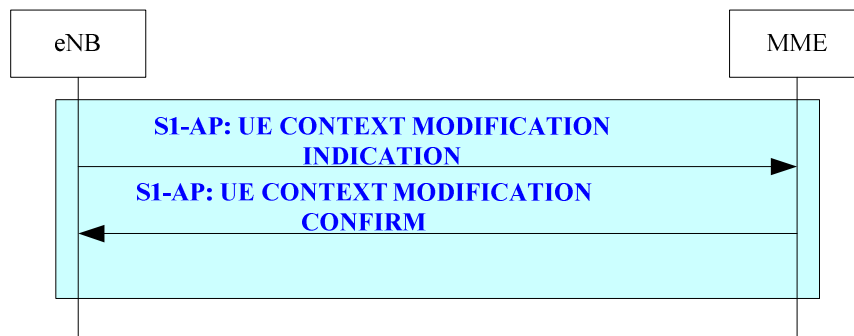 eNB
MME
S1-AP: UE CONTEXT MODIFICATION
INDICATION
S1-AP: UE CONTEXT MODIFICATION
CONFIRM